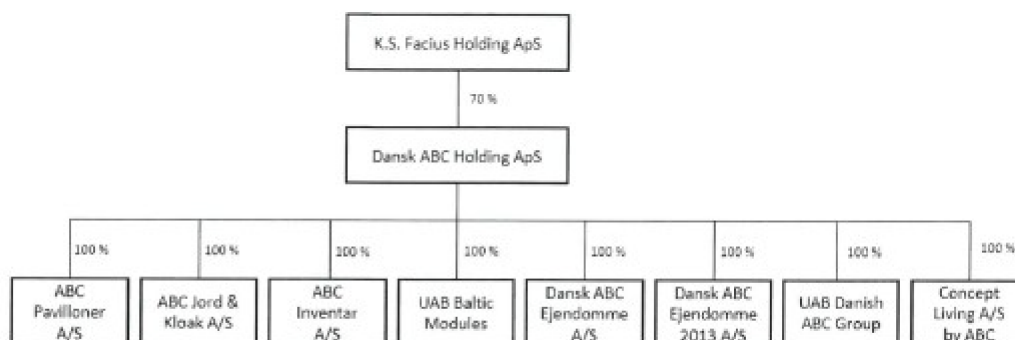 K.S. Facius Holding ApS
70 %
Dansk ABC Holding ApS
100 %
100 %
100 %
100 %
100 %
100 %
100 %
100 %
ABC
Pavilloner
A/S
ABC Jord &
Kloak A/S
ABC
Inventar
A/S
UAB Baltic
Modules
Dansk ABC
Ejendomme
A/S
Dansk ABC
Ejendomme
2013 A/S
UAB Danish
ABC Group
Concept
Living A/S
by ABC